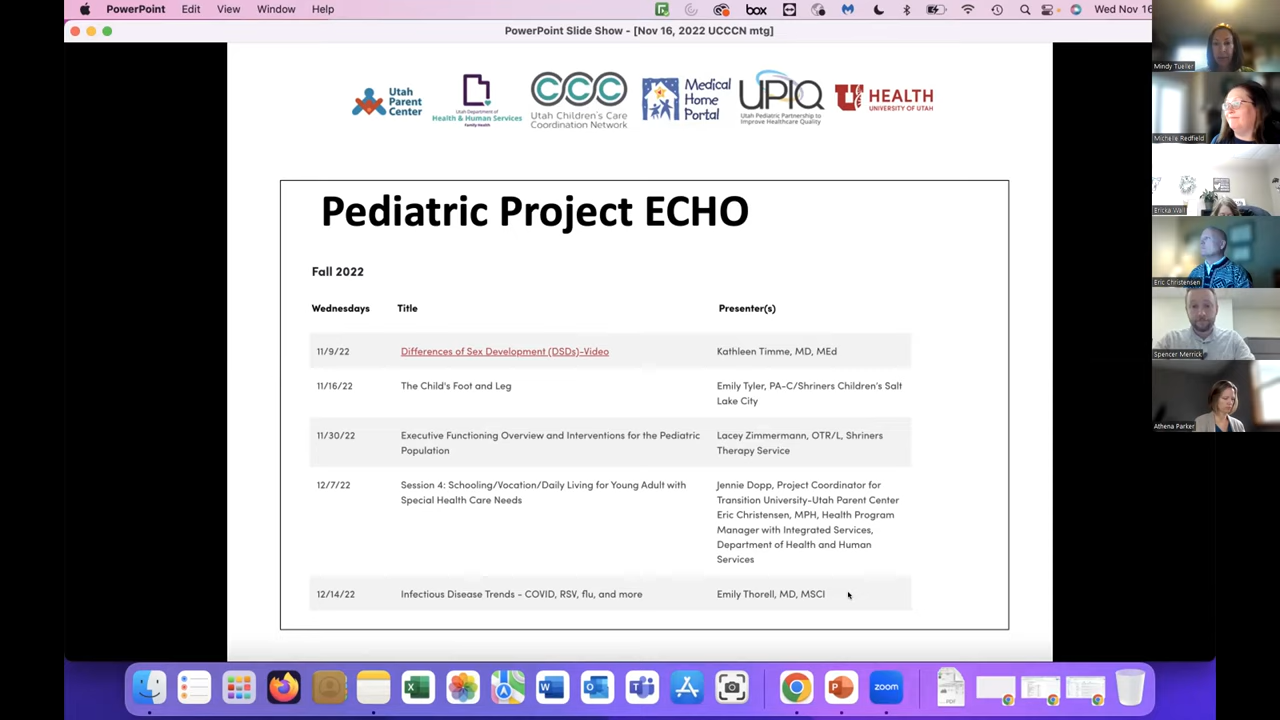 PowerPoint Edit View Window Help
box
Wed Nov 16
PowerPoint Slide Show - [Nov 16, 2022 UCCCN mtg]
Utah Parent Center
Utah Department of
Health & Human Services
Family Health
CCC
Utah Children's Care
Coordination Network
Medical
Home
Portal
UPIQ
Utah Pediatric Partnership to
Improve Healthcare Quality
U HEALTH
UNIVERSITY OF UTAH
Pediatric Project ECHO
Fall 2022
Wednesdays Title Presenter(s)
11/9/22 Differences of Sex Development (DSDs)-Video Kathleen Timme, MD, MEd
11/16/22 The Child's Foot and Leg Emily Tyler, PA-C/Shriners Children's Salt
Lake City
11/30/22 Executive Functioning Overview and Interventions for the Pediatric Lacey Zimmermann, OTR/L, Shriners
Population Therapy Service
12/7/22 Session 4: Schooling/Vocation/Daily Living for Young Adult with Jennie Dopp, Project Coordinator for
Special Health Care Needs Transition University-Utah Parent Center
Eric Christensen, MPH, Health Program
Manager with Integrated Services,
Department of Health and Human
Services
12/14/22 Infectious Disease Trends - COVID, RSV, flu, and more Emily Thorell, MD, MSCI
Mindy Tueller
Michelle Redfield
Ericka Wall
Eric Christensen
Spencer Merrick
Athena Parker
zoom
PDF